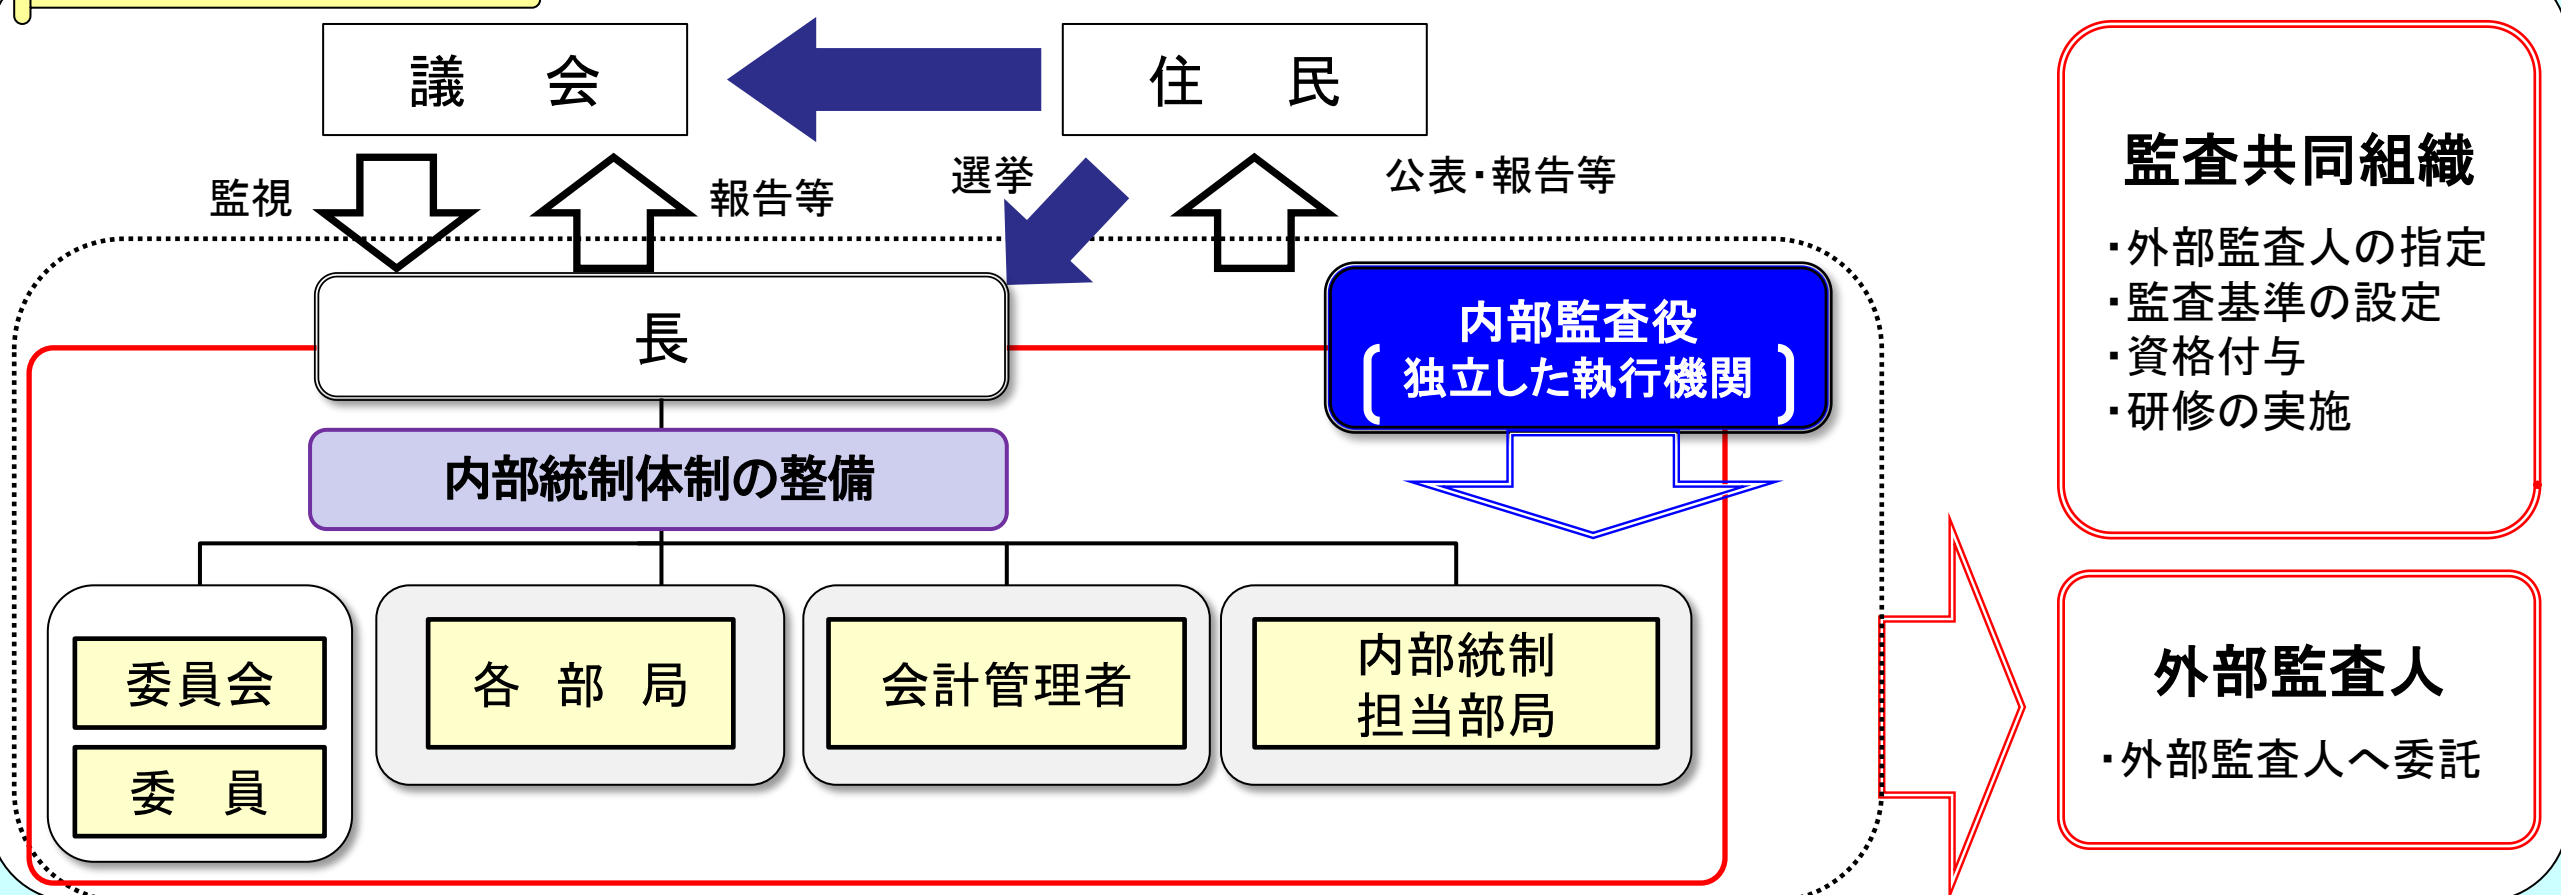 議　会
住　民
監視
報告等
選挙
公表・報告等
長
内部監査役
独立した執行機関
内部統制体制の整備
委員会
委　員
各　部　局
会計管理者
内部統制
担当部局
監査共同組織
・外部監査人の指定
・監査基準の設定
・資格付与
・研修の実施
外部監査人
・外部監査人へ委託